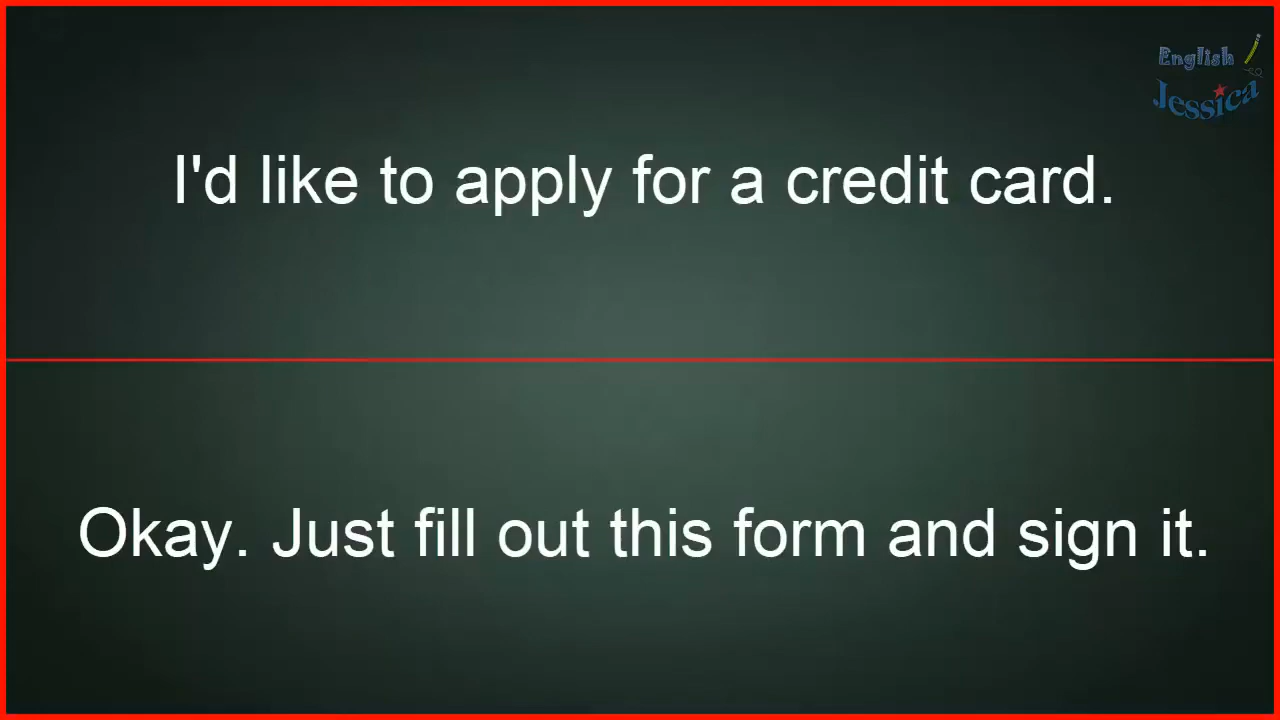 English
Jessica
I'd like to apply for a credit card.
Okay. Just fill out this form and sign it.